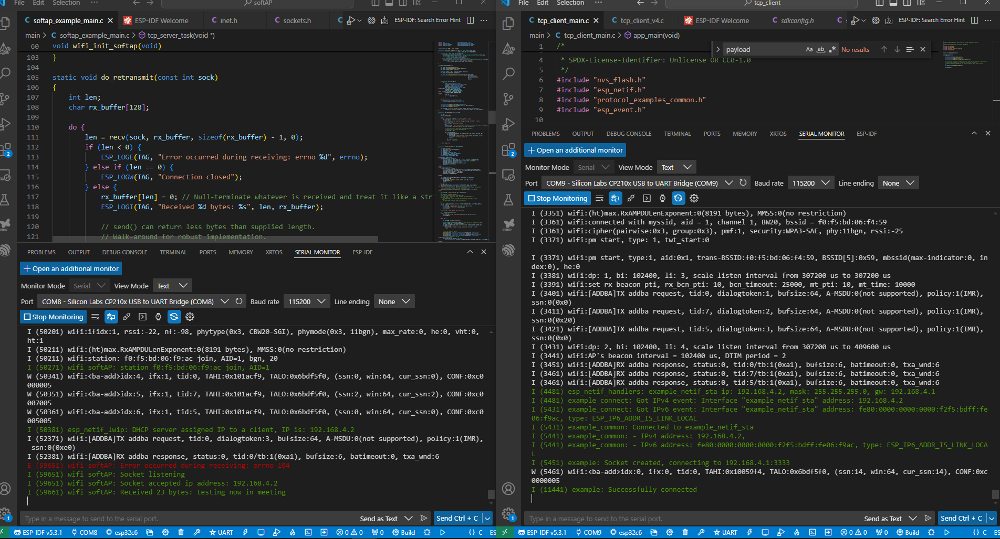 File Edit Selection ··· softAP
softap_example_main.c ESP-IDF Welcome C inet.h C sockets.h C ESP-IDF: Search Error Hint
main > C softap_example_main.c > tcp_server_task(void *)
60 void wifi_init_softap(void)
103 }
104
105 static void do_retransmit(const int sock)
106 {
107 int len;
108 char rx_buffer[128];
109
110 do {
111 len = recv(sock, rx_buffer, sizeof(rx_buffer) - 1, 0);
112 if (len < 0) {
113 ESP_LOGE(TAG, "Error occurred during receiving: errno %d", errno);
114 } else if (len == 0) {
115 ESP_LOGW(TAG, "Connection closed");
116 } else {
117 rx_buffer[len] = 0; // Null-terminate whatever is received and treat it like a stri
118 ESP_LOGI(TAG, "Received %d bytes: %s", len, rx_buffer);
119
120 // send() can return less bytes than supplied length.
121 // Walk-around for robust implementation.
PROBLEMS OUTPUT DEBUG CONSOLE TERMINAL PORTS MEMORY XRTOS SERIAL MONITOR ESP-IDF
Open an additional monitor
Monitor Mode Serial View Mode Text
Port COM8 - Silicon Labs CP210x USB to UART Bridge (COM8) Baud rate 115200 Line ending None
Stop Monitoring
I (50201) wifi:ifidx:1, rssi:-22, nf:-98, phytype(0x3, CBW20-SGI), phymode(0x3, 11bgn), max_rate:0, he:0, vht:0,
ht:1
I (50211) wifi:(ht)max.RxAMPDULenExponent:0(8191 bytes), MMSS:0(no restriction)
I (50211) wifi:station: f0:f5:bd:06:f9:ac join, AID=1, bgn, 20
I (50271) wifi softAP: station f0:f5:bd:06:f9:ac join, AID=1
W (50341) wifi:<ba-add>idx:4, ifx:1, tid:0, TAHI:0x101acf9, TALO:0x6bdf5f0, (ssn:0, win:64, cur_ssn:0), CONF:0xc0
000005
W (50351) wifi:<ba-add>idx:5, ifx:1, tid:7, TAHI:0x101acf9, TALO:0x6bdf5f0, (ssn:2, win:64, cur_ssn:2), CONF:0xc0
007005
W (50361) wifi:<ba-add>idx:6, ifx:1, tid:5, TAHI:0x101acf9, TALO:0x6bdf5f0, (ssn:0, win:64, cur_ssn:0), CONF:0xc0
005005
I (50381) esp_netif_lwip: DHCP server assigned IP to a client, IP is: 192.168.4.2
I (52371) wifi:[ADDBA]TX addba request, tid:0, dialogtoken:3, bufsize:64, A-MSDU:0(not supported), policy:1(IMR),
ssn:0(0xe0)
I (52381) wifi:[ADDBA]RX addba response, status:0, tid:0/tb:1(0xa1), bufsize:6, batimeout:0, txa_wnd:6
E (59651) wifi softAP: Error occurred during receiving: errno 104
I (59651) wifi softAP: Socket listening
I (59651) wifi softAP: Socket accepted ip address: 192.168.4.2
I (59661) wifi softAP: Received 23 bytes: testing now in meeting
Type in a message to send to the serial port. Send as Text Send Ctrl + C
ESP-IDF v5.3.1 COM8 esp32c6 UART 0 0 0 Build {} C ES
File Edit Selection ··· tcp_client
C tcp_client_main.c C tcp_client_v4.c ESP-IDF Welcome C sdkconfig.h C s ESP-IDF: Search Error Hint
main > C tcp_client_main.c > app_main(void)
payload Aa ab .* No results
1 /*
4 * SPDX-License-Identifier: Unlicense OR CC0-1.0
5 */
6 #include "nvs_flash.h"
7 #include "esp_netif.h"
8 #include "protocol_examples_common.h"
9 #include "esp_event.h"
10
PROBLEMS OUTPUT DEBUG CONSOLE TERMINAL PORTS MEMORY XRTOS SERIAL MONITOR ESP-IDF
Open an additional monitor
Monitor Mode Serial View Mode Text
Port COM9 - Silicon Labs CP210x USB to UART Bridge (COM9) Baud rate 115200 Line ending None
Stop Monitoring
I (3351) wifi:(ht)max.RxAMPDULenExponent:0(8191 bytes), MMSS:0(no restriction)
I (3361) wifi:connected with myssid, aid = 1, channel 1, BW20, bssid = f0:f5:bd:06:f4:59
I (3361) wifi:cipher(pairwise:0x3, group:0x3), pmf:1, security:WPA3-SAE, phy:11bgn, rssi:-25
I (3371) wifi:pm start, type: 1, twt_start:0
I (3371) wifi:pm start, type:1, aid:0x1, trans-BSSID:f0:f5:bd:06:f4:59, BSSID[5]:0x59, mbssid(max-indicator:0, in
dex:0), he:0
I (3381) wifi:dp: 1, bi: 102400, li: 3, scale listen interval from 307200 us to 307200 us
I (3391) wifi:set rx beacon pti, rx_bcn_pti: 10, bcn_timeout: 25000, mt_pti: 10, mt_time: 10000
I (3401) wifi:[ADDBA]TX addba request, tid:0, dialogtoken:1, bufsize:64, A-MSDU:0(not supported), policy:1(IMR),
ssn:0(0x0)
I (3411) wifi:[ADDBA]TX addba request, tid:7, dialogtoken:2, bufsize:64, A-MSDU:0(not supported), policy:1(IMR),
ssn:0(0x20)
I (3421) wifi:[ADDBA]TX addba request, tid:5, dialogtoken:3, bufsize:64, A-MSDU:0(not supported), policy:1(IMR),
ssn:0(0x0)
I (3431) wifi:dp: 2, bi: 102400, li: 4, scale listen interval from 307200 us to 409600 us
I (3441) wifi:AP's beacon interval = 102400 us, DTIM period = 2
I (3451) wifi:[ADDBA]RX addba response, status:0, tid:0/tb:1(0xa1), bufsize:6, batimeout:0, txa_wnd:6
I (3461) wifi:[ADDBA]RX addba response, status:0, tid:7/tb:1(0xa1), bufsize:6, batimeout:0, txa_wnd:6
I (3461) wifi:[ADDBA]RX addba response, status:0, tid:5/tb:1(0xa1), bufsize:6, batimeout:0, txa_wnd:6
I (4481) esp_netif_handlers: example_netif_sta ip: 192.168.4.2, mask: 255.255.255.0, gw: 192.168.4.1
I (4481) example_connect: Got IPv4 event: Interface "example_netif_sta" address: 192.168.4.2
I (5431) example_connect: Got IPv6 event: Interface "example_netif_sta" address: fe80:0000:0000:0000:f2f5:bdff:fe
06:f9ac, type: ESP_IP6_ADDR_IS_LINK_LOCAL
I (5431) example_common: Connected to example_netif_sta
I (5441) example_common: - IPv4 address: 192.168.4.2,
I (5441) example_common: - IPv6 address: fe80:0000:0000:0000:f2f5:bdff:fe06:f9ac, type: ESP_IP6_ADDR_IS_LINK_LOCA
L
I (5451) example: Socket created, connecting to 192.168.4.1:3333
W (5461) wifi:<ba-add>idx:0, ifx:0, tid:0, TAHI:0x10059f4, TALO:0x6bdf5f0, (ssn:14, win:64, cur_ssn:14), CONF:0xc
0000005
I (11441) example: Successfully connected
Type in a message to send to the serial port. Send as Text Send Ctrl + C
ESP-IDF v5.3.1 COM9 esp32c6 UART 0 0 0 Build {} C ES